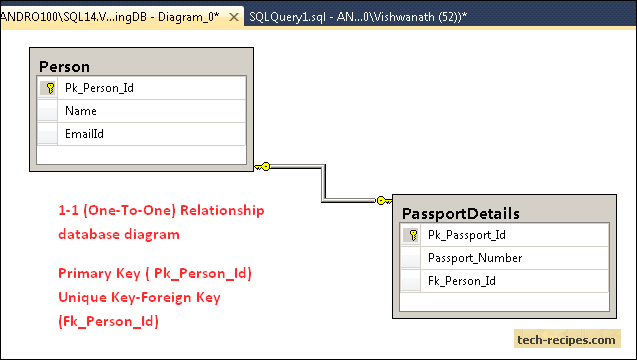 ANDRO100\SQL14.V...ingDB - Diagram_0*
SQLQuery1.sql - AN...0\Vishwanath (52))*
Person
Pk_Person_Id
Name
EmailId
1-1 (One-To-One) Relationship
database diagram
Primary Key ( Pk_Person_Id)
Unique Key-Foreign Key
(Fk_Person_Id)
PassportDetails
Pk_Passport_Id
Passport_Number
Fk_Person_Id
tech-recipes.com